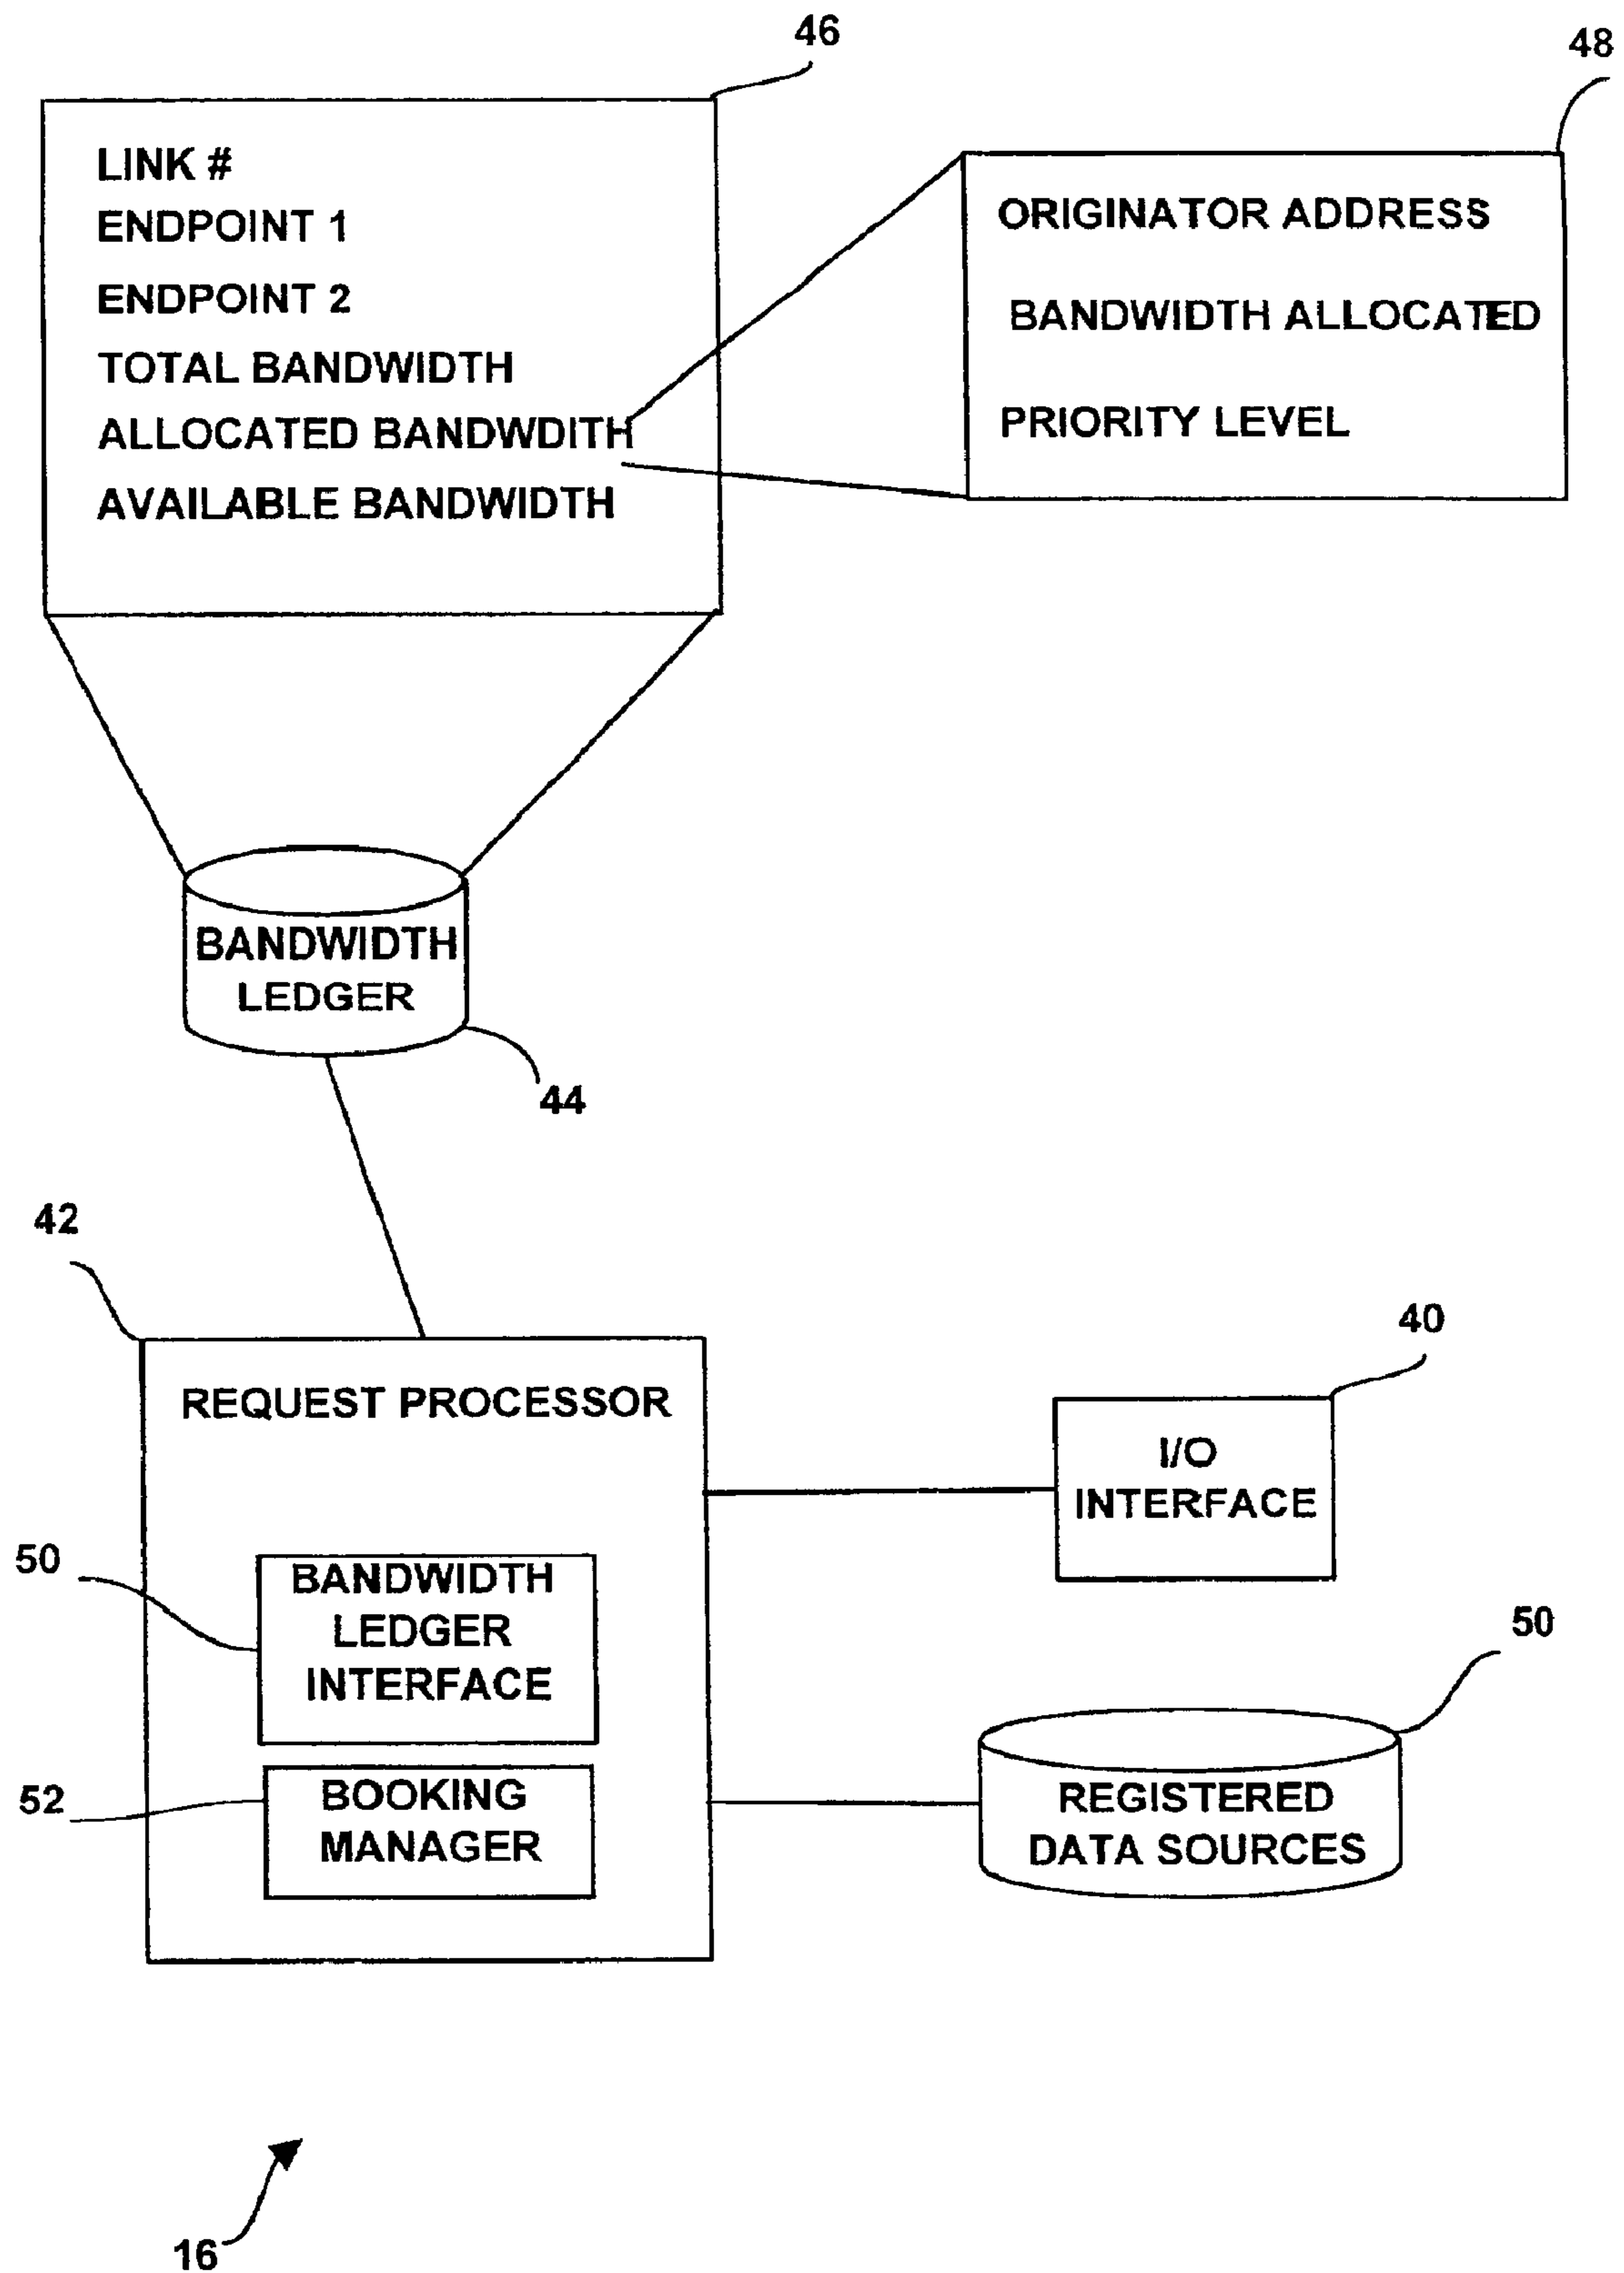 46
48
LINK #
ENDPOINT 1
ENDPOINT 2
TOTAL BANDWIDTH
ALLOCATED BANDWDITH
AVAILABLE BANDWIDTH
ORIGINATOR ADDRESS
BANDWIDTH ALLOCATED
PRIORITY LEVEL
BANDWIDTH
LEDGER
44
42
REQUEST PROCESSOR
40
I/O
INTERFACE
50
BANDWIDTH
LEDGER
INTERFACE
50
52
BOOKING
MANAGER
REGISTERED
DATA SOURCES
16